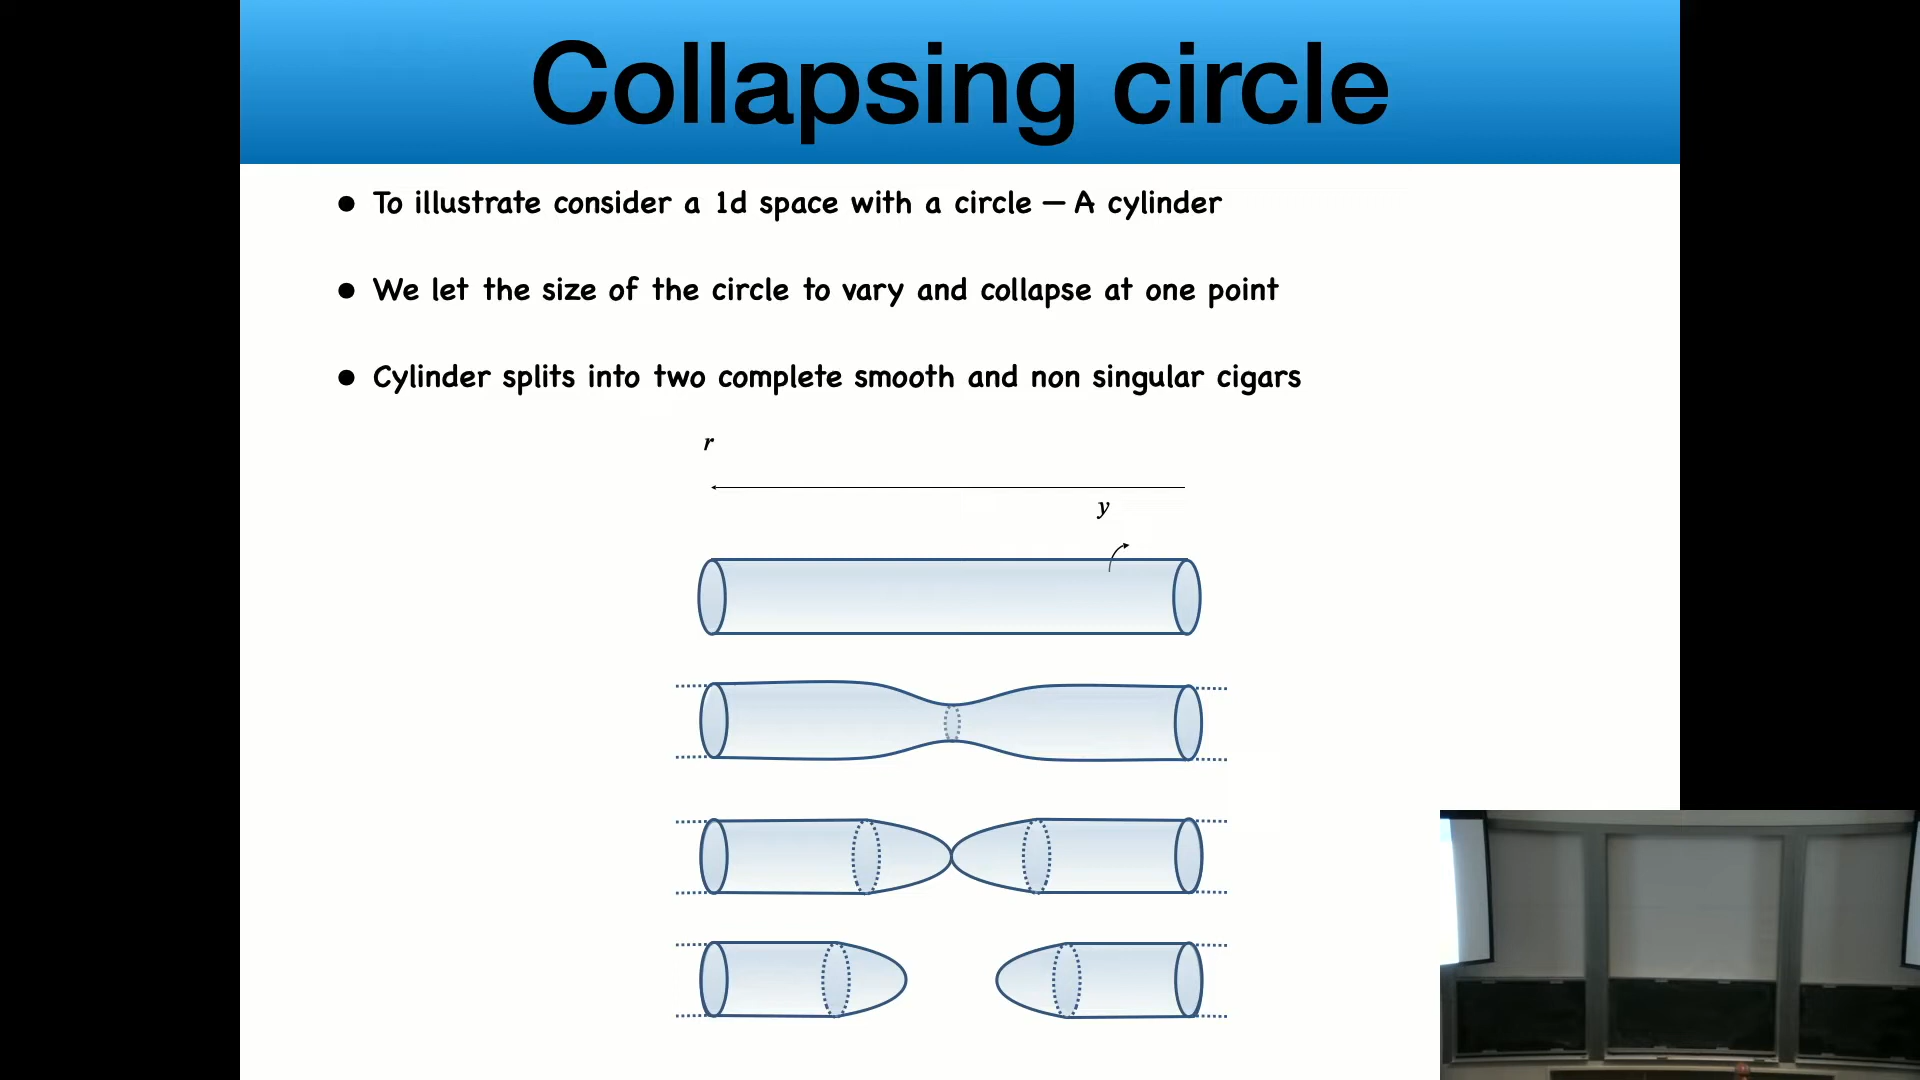 Collapsing circle
• To illustrate consider a 1d space with a circle — A cylinder
• We let the size of the circle to vary and collapse at one point
• Cylinder splits into two complete smooth and non singular cigars
r
y